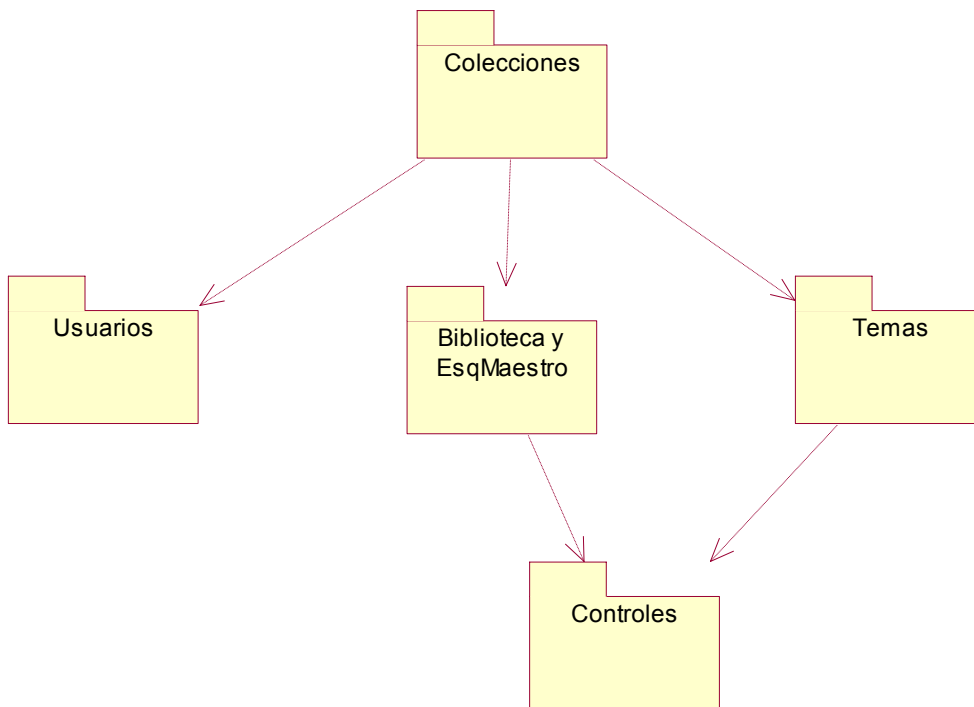 Colecciones
Usuarios
Biblioteca y
EsqMaestro
Temas
Controles